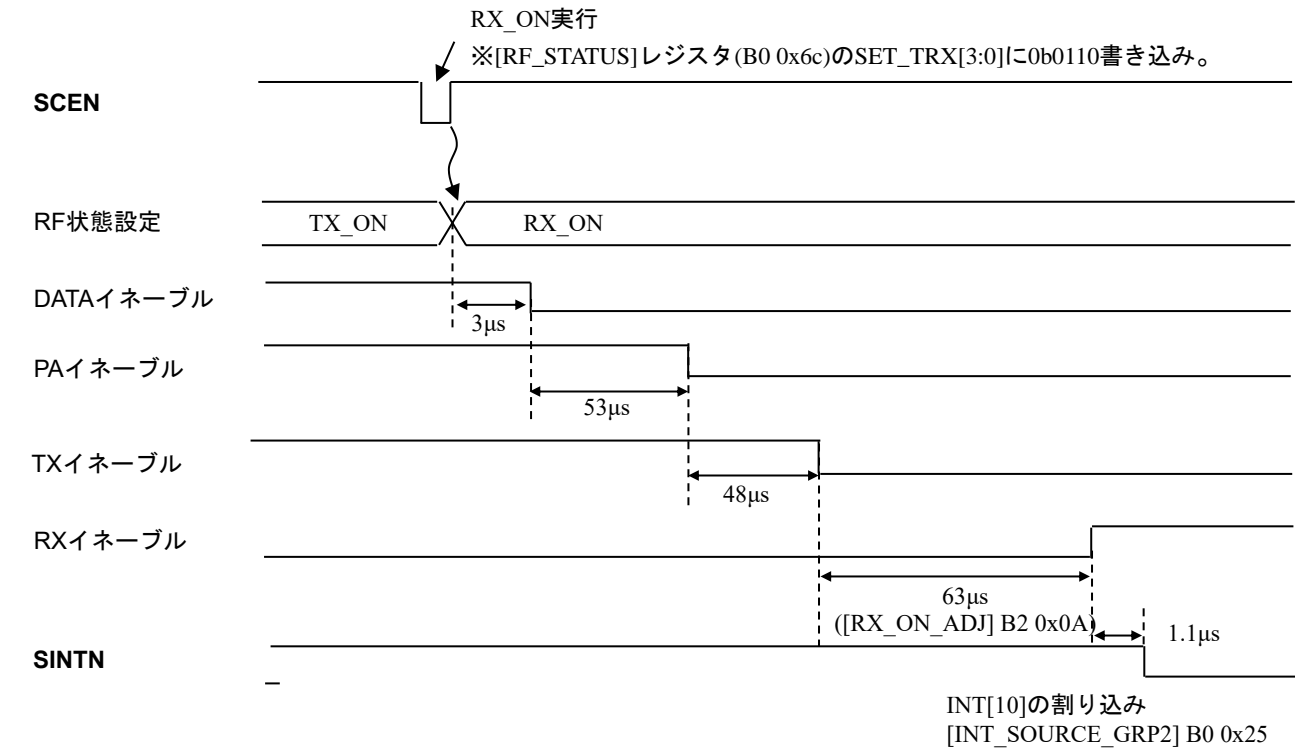 RX_ON実行
※[RF_STATUS]レジスタ(B0 0x6c)のSET_TRX[3:0]に0b0110書き込み。
SCEN
RF状態設定
TX_ON
RX_ON
DATAイネーブル
3μs
PAイネーブル
53μs
TXイネーブル
48μs
RXイネーブル
63μs
([RX_ON_ADJ] B2 0x0A)
1.1μs
SINTN
INT[10]の割り込み
[INT_SOURCE_GRP2] B0 0x25